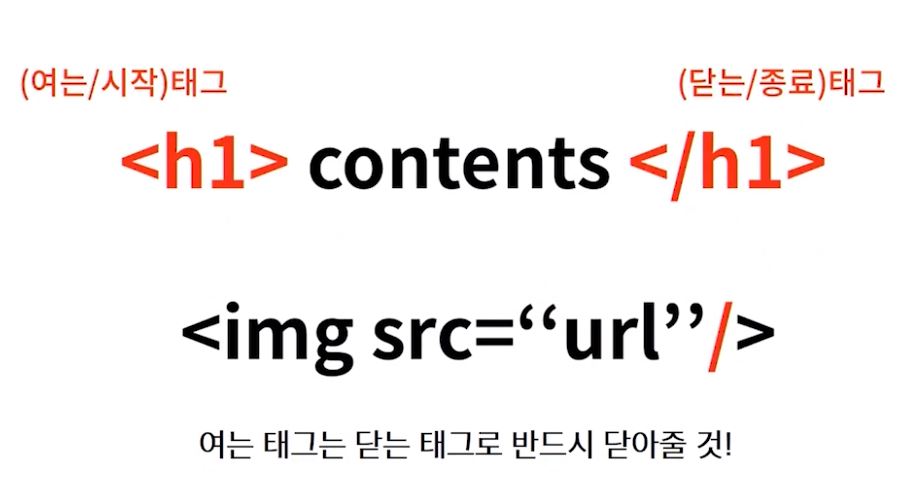 (여는/시작)태그 (닫는/종료)태그
<h1> contents </h1>
<img src=‘‘url’’/>
여는 태그는 닫는 태그로 반드시 닫아줄 것!